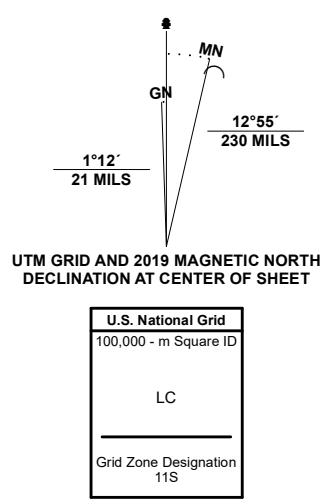 MN
GN
12°55´
230 MILS
1°12´
21 MILS
UTM GRID AND 2019 MAGNETIC NORTH
DECLINATION AT CENTER OF SHEET
U.S. National Grid
100,000 - m Square ID
LC
Grid Zone Designation
11S